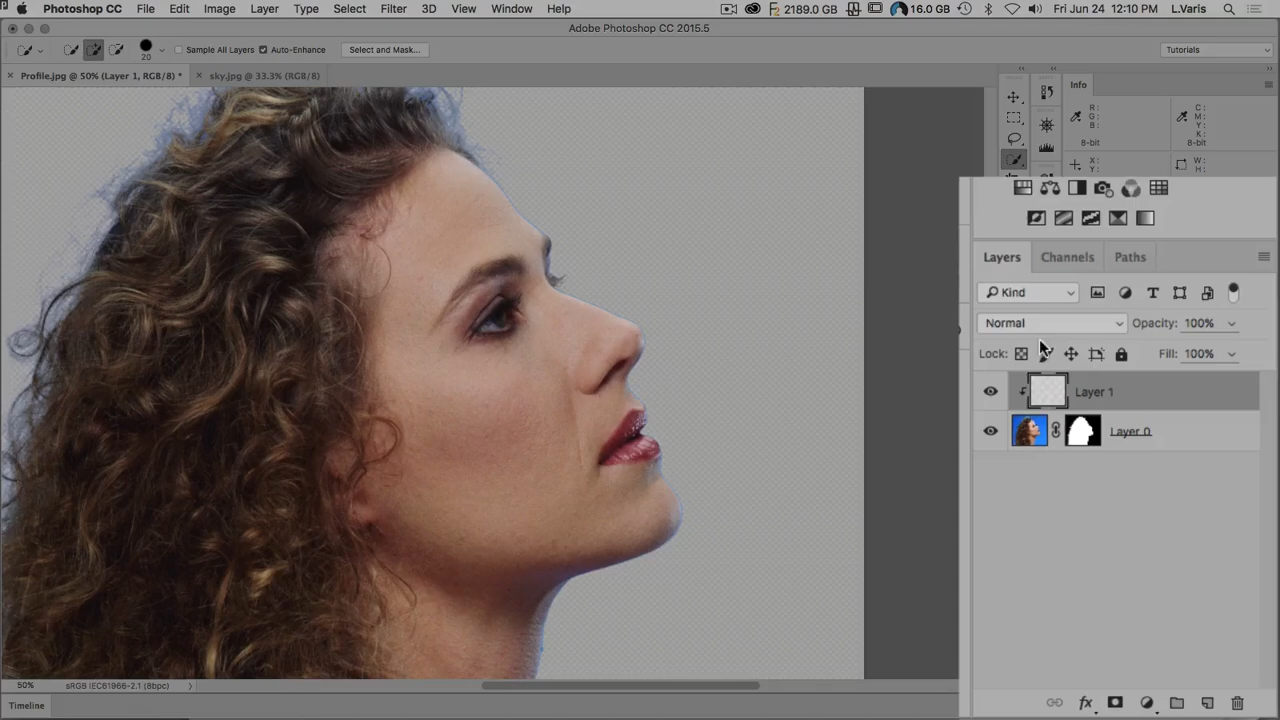 Photoshop CC File Edit Image Layer Type Select Filter 3D View Window Help 2189.0 GB 16.0 GB Fri Jun 24 12:10 PM L.Varis
Adobe Photoshop CC 2015.5
20 Sample All Layers Auto-Enhance Select and Mask... Tutorials
Profile.jpg @ 50% (Layer 1, RGB/8) * sky.jpg @ 33.3% (RGB/8)
Info
R: C:
G: M:
B: Y:
K:
8-bit 8-bit
X: W:
Y: H:
Layers Channels Paths
Kind
Normal Opacity: 100%
Lock: Fill: 100%
Layer 1
Layer 0
fx
50% sRGB IEC61966-2.1 (8bpc)
Timeline